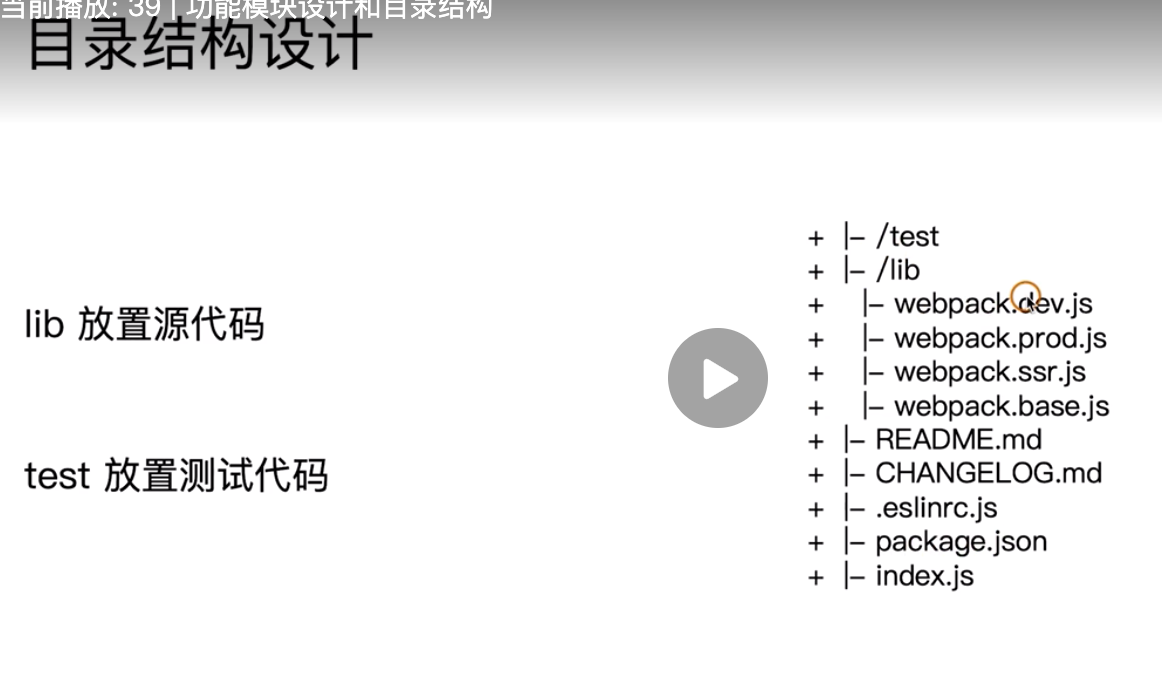 当前播放: 39 | 功能模块设计和目录结构
目录结构设计
lib 放置源代码
test 放置测试代码
+ |– /test
+ |– /lib
+ |– webpack.dev.js
+ |– webpack.prod.js
+ |– webpack.ssr.js
+ |– webpack.base.js
+ |– README.md
+ |– CHANGELOG.md
+ |– .eslinrc.js
+ |– package.json
+ |– index.js